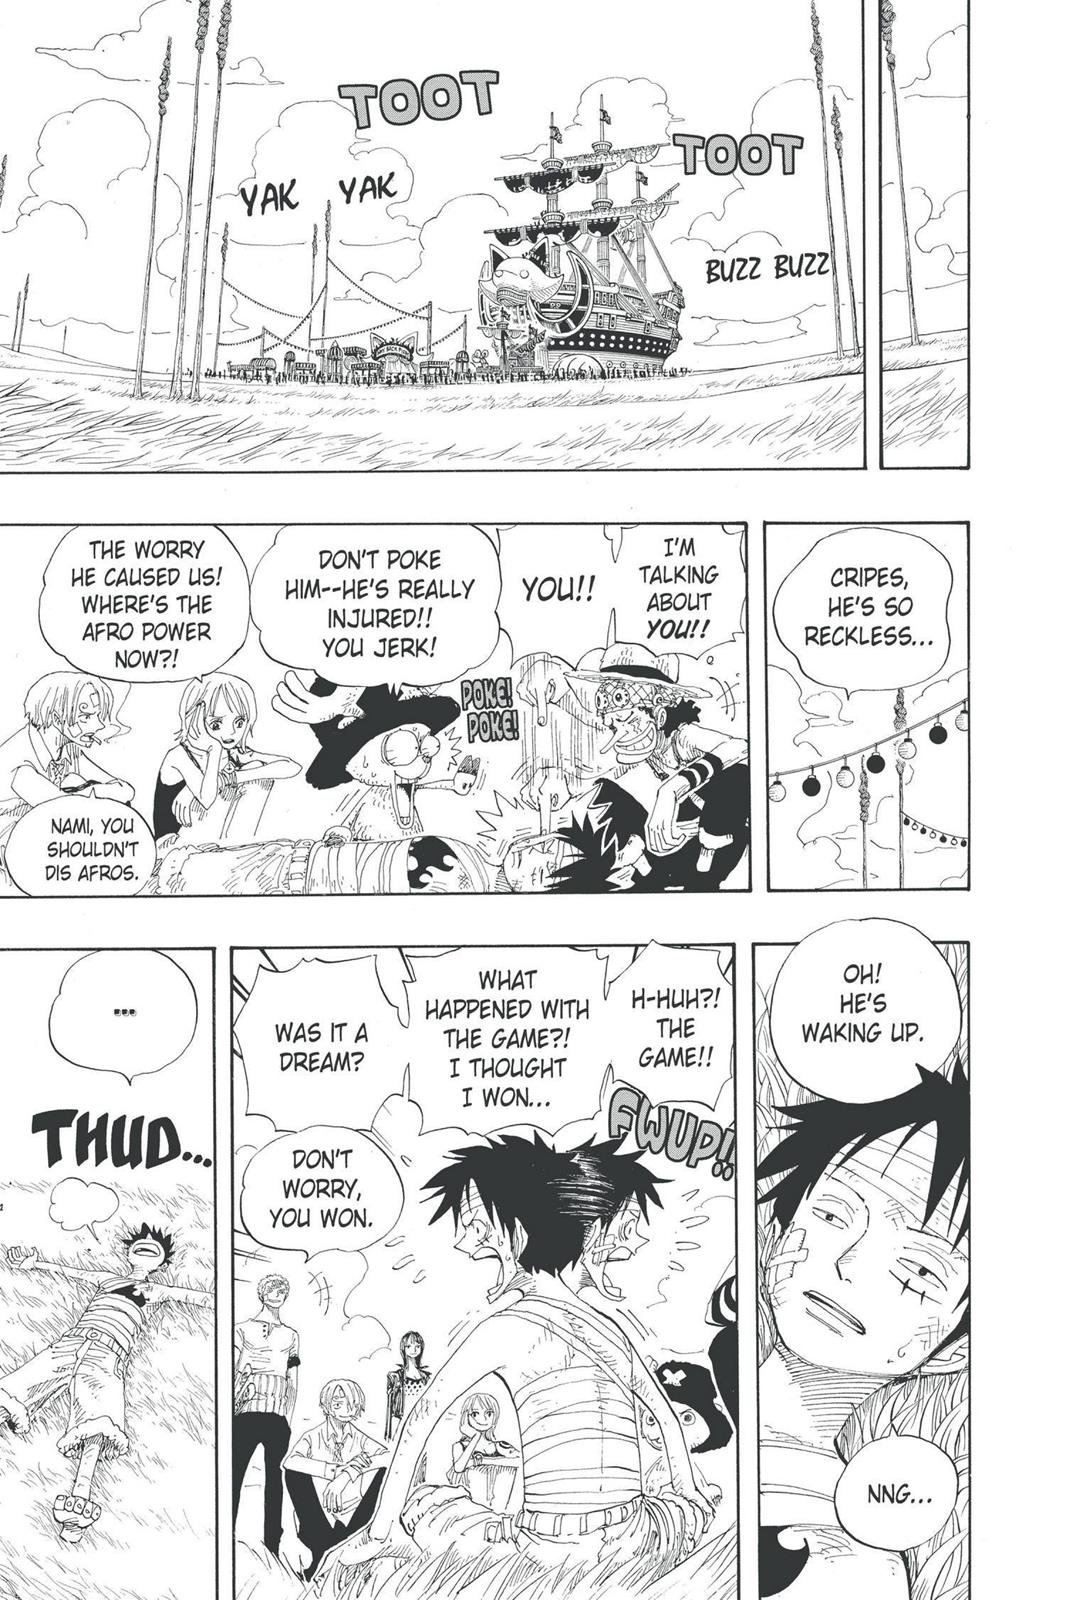 TOOT
TOOT
YAK YAK
BUZZ BUZZ
CRIPES,
HE'S SO
RECKLESS...
I'M
TALKING
ABOUT
YOU!!
YOU!!
POKE!
POKE!
DON'T POKE
HIM--HE'S REALLY
INJURED!!
YOU JERK!
THE WORRY
HE CAUSED US!
WHERE'S THE
AFRO POWER
NOW?!
NAMI, YOU
SHOULDN'T
DIS AFROS.
OH!
HE'S
WAKING UP.
NNG...
H-HUH?!
THE
GAME!!
FWUP!!
WHAT
HAPPENED WITH
THE GAME?!
I THOUGHT
I WON...
WAS IT A
DREAM?
DON'T
WORRY,
YOU WON.
...
THUD...